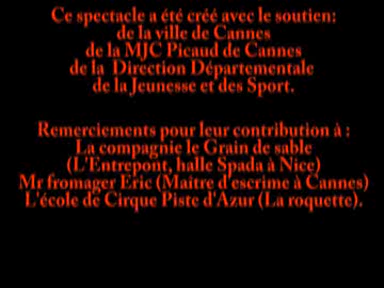 Ce spectacle a été créé avec le soutien:
de la ville de Cannes
de la MJC Picaud de Cannes
de la Direction Départementale
de la Jeunesse et des Sport.
Remerciements pour leur contribution à :
La compagnie le Grain de sable
(L'Entrepont, halle Spada à Nice)
Mr fromager Eric (Maître d'escrime à Cannes)
L'école de Cirque Piste d'Azur (La roquette).